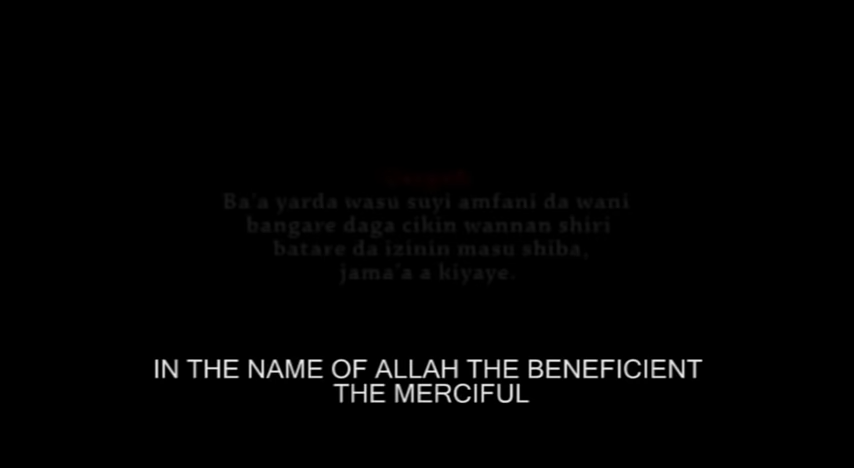 Ba'a yarda wasu suyi amfani da wani
bangare daga cikin wannan shiri
batare da izinin masu shiba,
jama'a a kiyaye.
IN THE NAME OF ALLAH THE BENEFICIENT
THE MERCIFUL